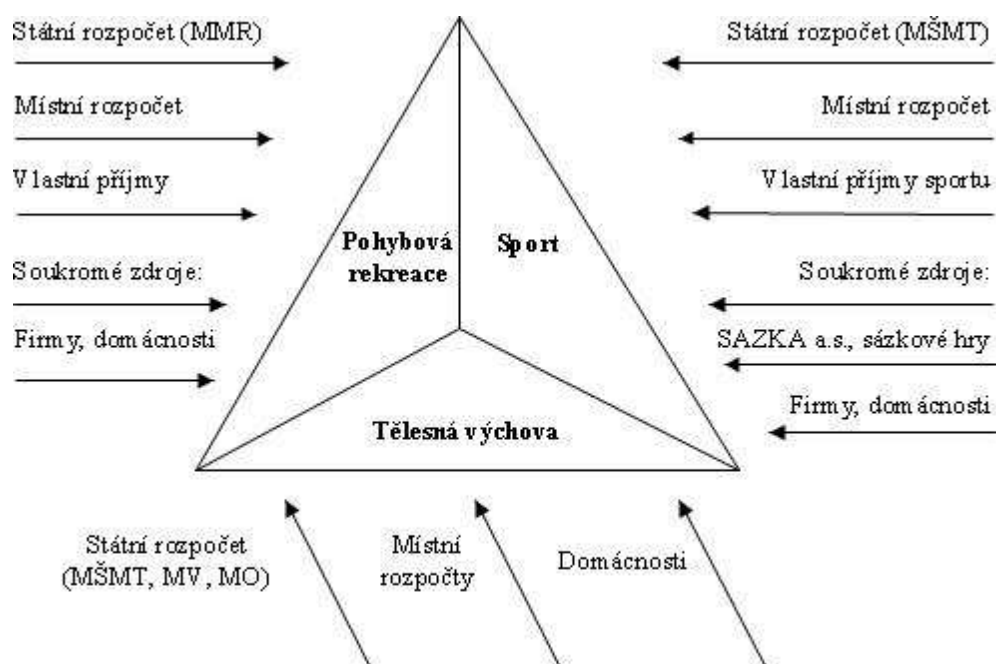 Státní rozpočet (MMR)
Místní rozpočet
Vlastní příjmy
Soukromé zdroje:
Firmy, domácnosti
Státní rozpočet (MŠMT)
Místní rozpočet
Vlastní příjmy sportu
Soukromé zdroje:
SAZKA a.s., sázkové hry
Firmy, domácnosti
Pohybová
rekreace
Sport
Tělesná výchova
Státní rozpočet
(MŠMT, MV, MO)
Místní
rozpočty
Domácnosti